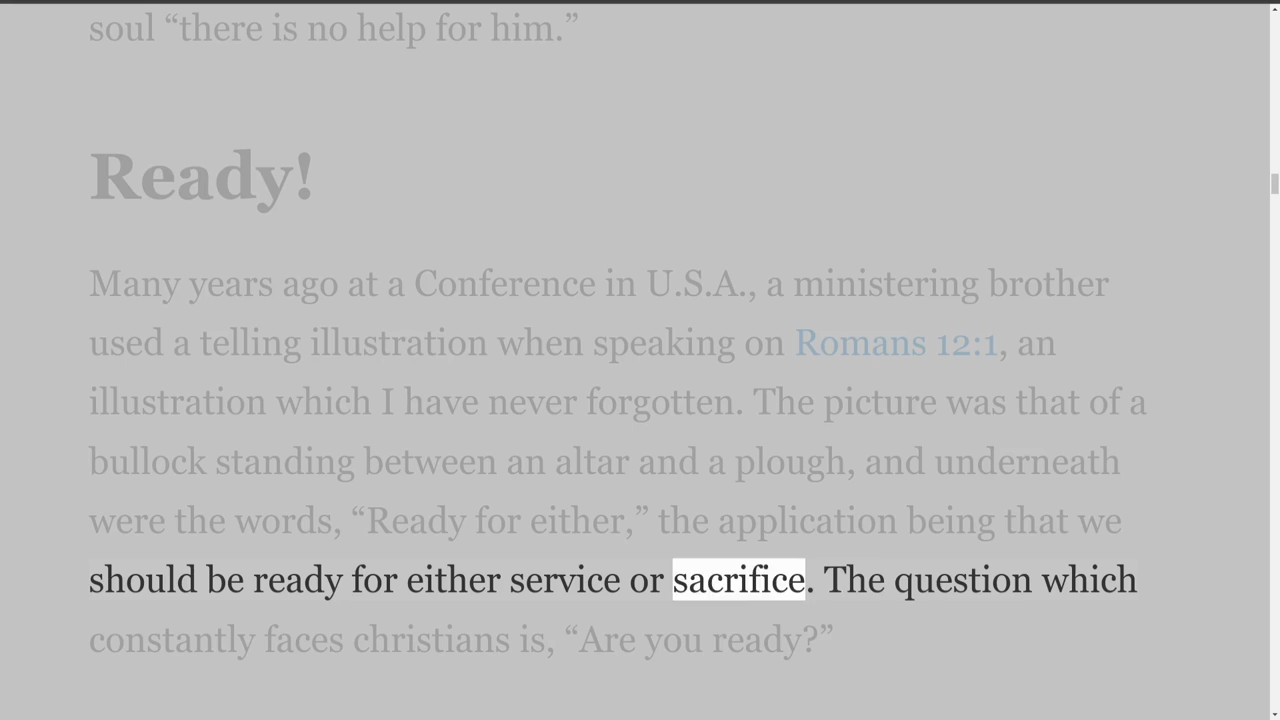 soul “there is no help for him.”
Ready!
Many years ago at a Conference in U.S.A., a ministering brother
used a telling illustration when speaking on Romans 12:1, an
illustration which I have never forgotten. The picture was that of a
bullock standing between an altar and a plough, and underneath
were the words, “Ready for either,” the application being that we
should be ready for either service or sacrifice. The question which
constantly faces christians is, “Are you ready?”